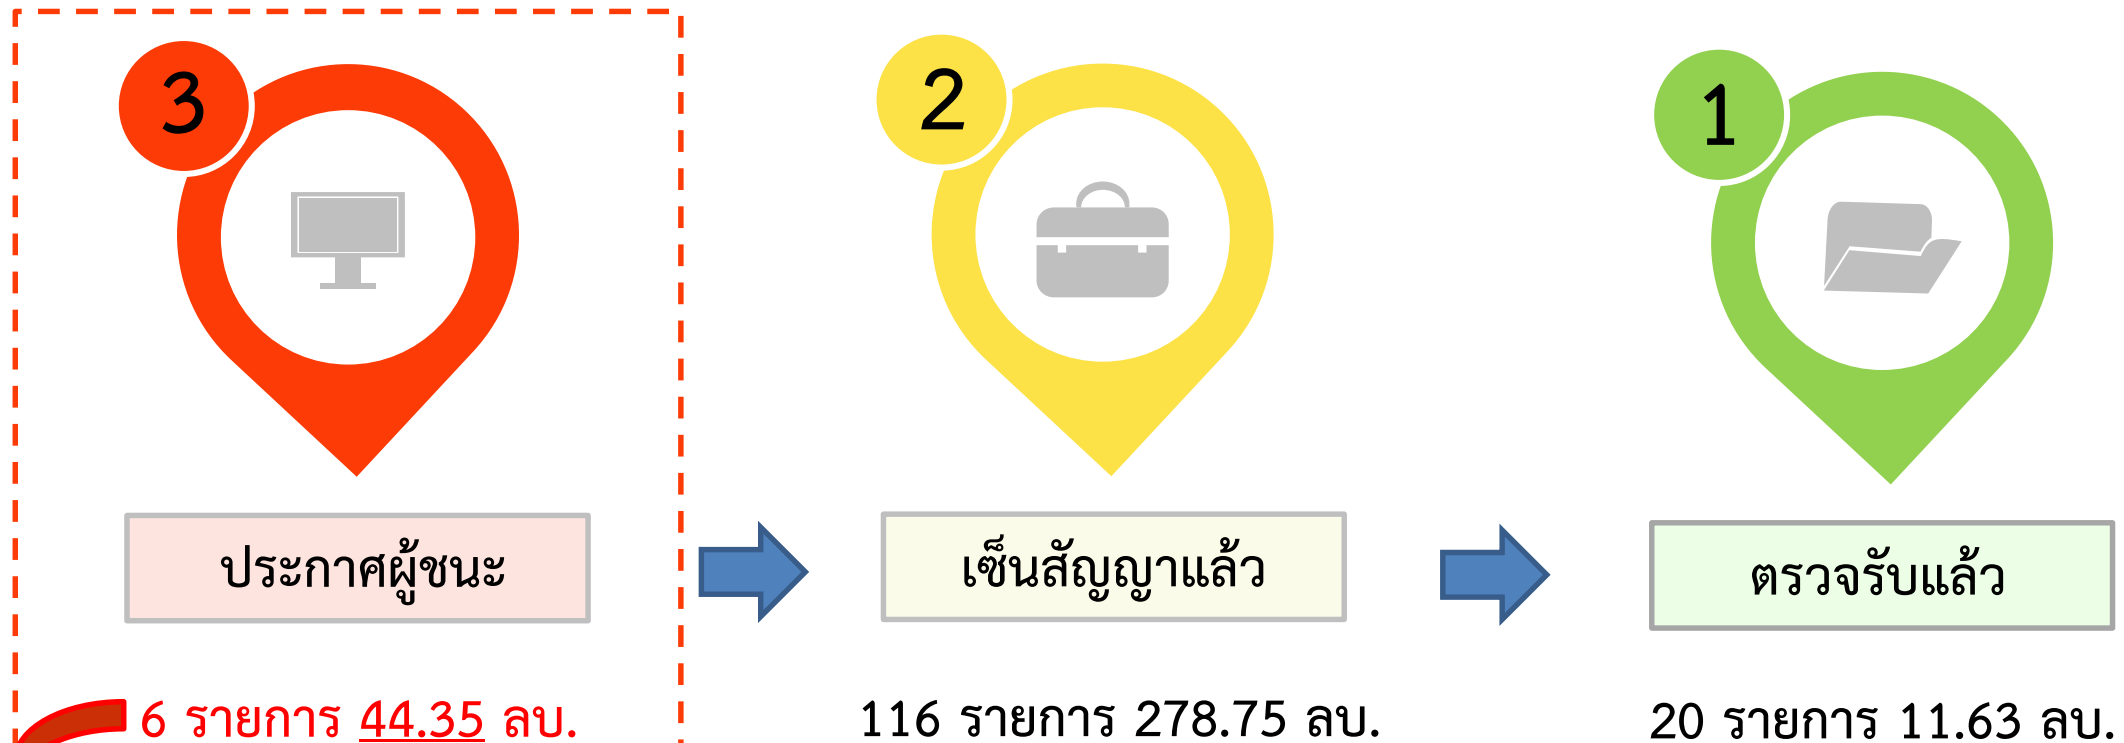 3
2
1
ประกาศผู้ชนะ
เซ็นสัญญาแล้ว
ตรวจรับแล้ว
6 รายการ 44.35 ลบ.
116 รายการ 278.75 ลบ.
20 รายการ 11.63 ลบ.